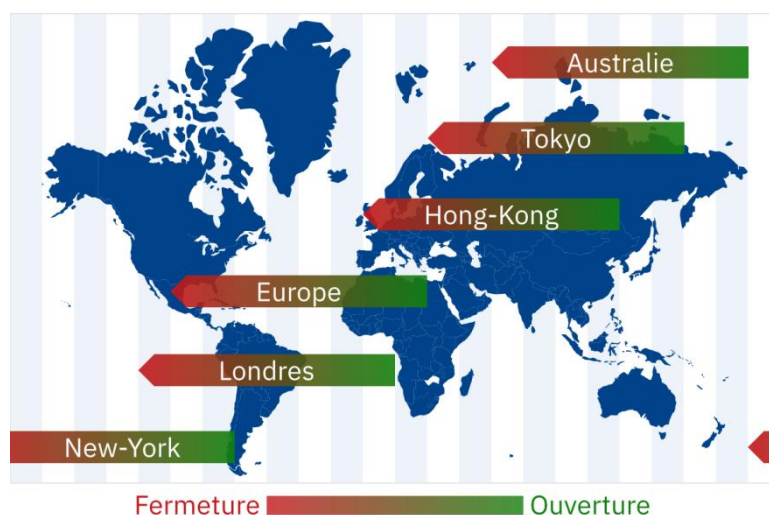 Australie
Tokyo
Hong-Kong
Europe
Londres
New-York
Fermeture Ouverture